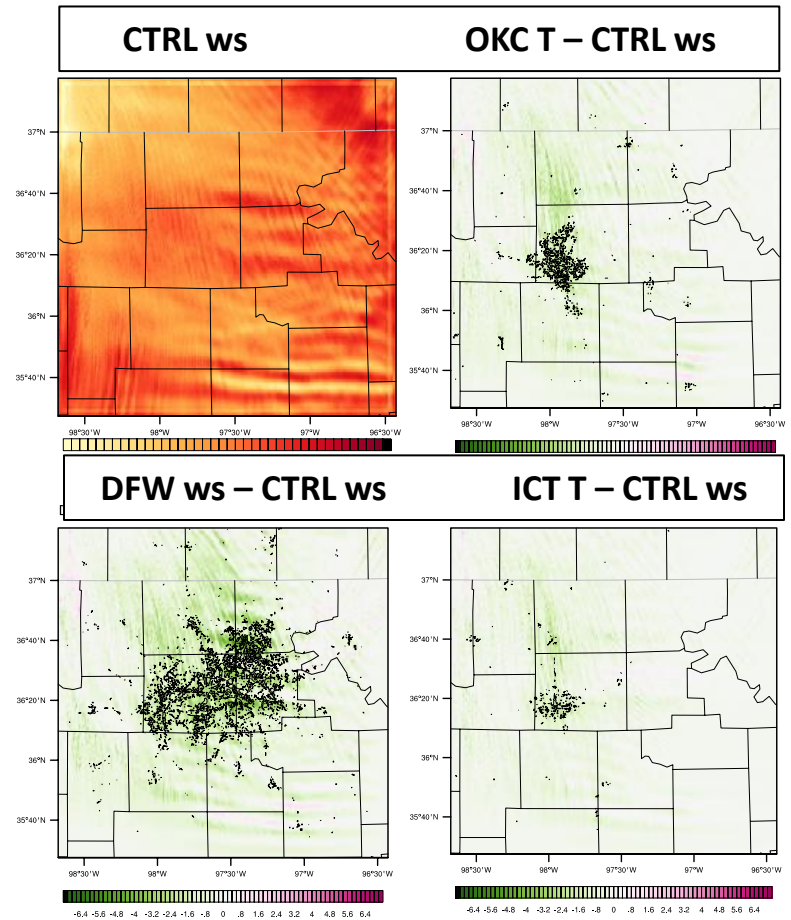 CTRL ws OKC T – CTRL ws
37°N
36°40'N
36°20'N
36°N
35°40'N
98°30'W 98°W 97°30'W 97°W 96°30'W
37°N
36°40'N
36°20'N
36°N
35°40'N
98°30'W 98°W 97°30'W 97°W 96°30'W
DFW ws – CTRL ws ICT T – CTRL ws
37°N
36°40'N
36°20'N
36°N
35°40'N
98°30'W 98°W 97°30'W 97°W 96°30'W
-6.4 -5.6 -4.8 -4 -3.2 -2.4 -1.6 -.8 0 .8 1.6 2.4 3.2 4 4.8 5.6 6.4
37°N
36°40'N
36°20'N
36°N
35°40'N
98°30'W 98°W 97°30'W 97°W 96°30'W
-6.4 -5.6 -4.8 -4 -3.2 -2.4 -1.6 -.8 0 .8 1.6 2.4 3.2 4 4.8 5.6 6.4